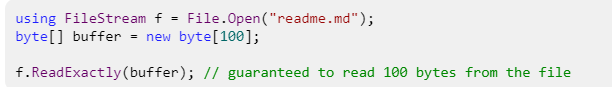 using FileStream f = File.Open("readme.md");
byte[] buffer = new byte[100];
f.ReadExactly(buffer); // guaranteed to read 100 bytes from the file